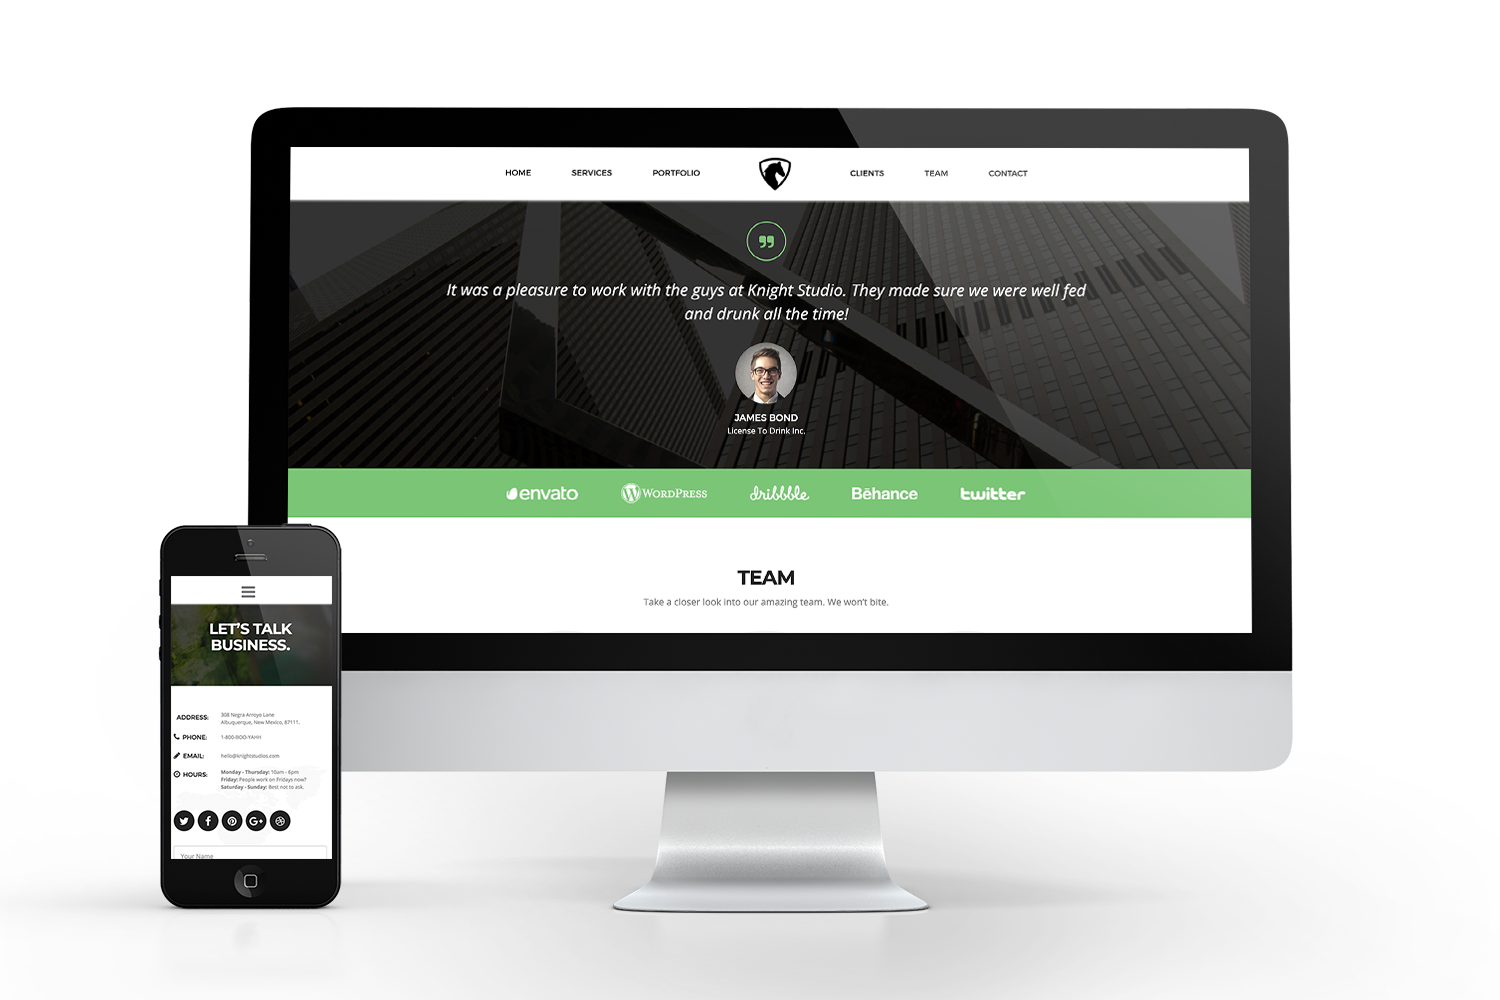 HOME SERVICES PORTFOLIO CLIENTS TEAM CONTACT
It was a pleasure to work with the guys at Knight Studio. They made sure we were well fed
and drunk all the time!
JAMES BOND
License To Drink Inc.
envato WORDPRESS dribbble Bēhance twitter
TEAM
Take a closer look into our amazing team. We won't bite.
LET'S TALK
BUSINESS.
ADDRESS: 308 Negra Arroyo Lane
Albuquerque, New Mexico, 87111.
PHONE: 1-800-BOO-YAHH
EMAIL: hello@knightstudios.com
HOURS: Monday - Thursday: 10am - 6pm
Friday: People work on Fridays now?
Saturday - Sunday: Best not to ask.
Your Name